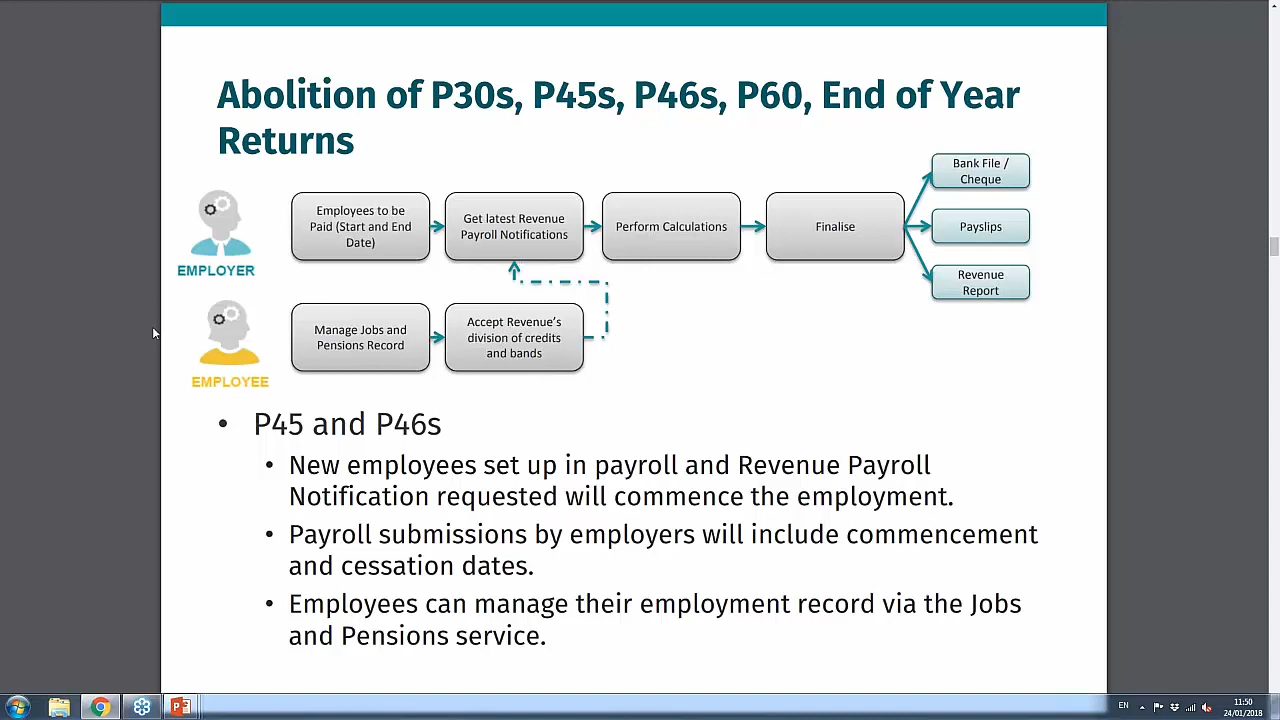 Abolition of P30s, P45s, P46s, P60, End of Year
Returns
Bank File /
Cheque
Employees to be
Paid (Start and End
Date)
Get latest Revenue
Payroll Notifications
Perform Calculations
Finalise
Payslips
Revenue
Report
EMPLOYER
Manage Jobs and
Pensions Record
Accept Revenue's
division of credits
and bands
EMPLOYEE
• P45 and P46s
• New employees set up in payroll and Revenue Payroll
Notification requested will commence the employment.
• Payroll submissions by employers will include commencement
and cessation dates.
• Employees can manage their employment record via the Jobs
and Pensions service.
EN
11:50
24/01/2018